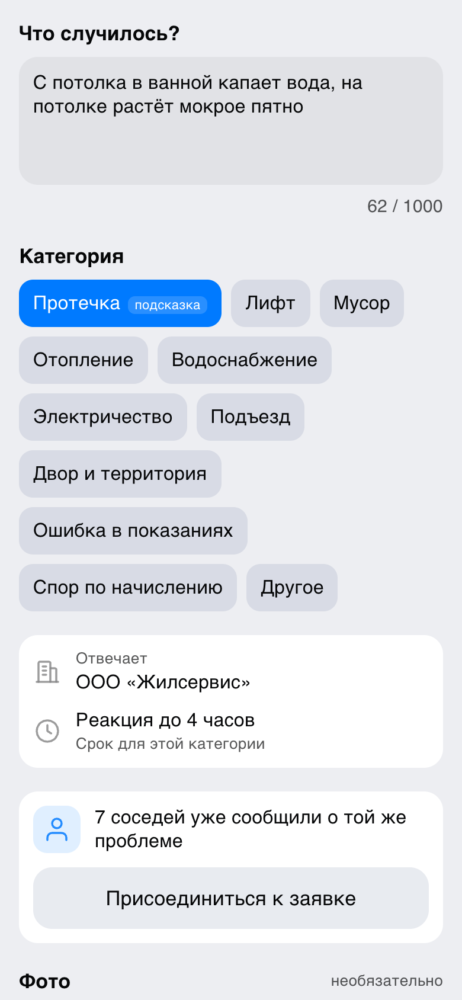 Что случилось?
С потолка в ванной капает вода, на
потолке растёт мокрое пятно
62 / 1000
Категория
Протечка подсказка Лифт Мусор
Отопление Водоснабжение
Электричество Подъезд
Двор и территория
Ошибка в показаниях
Спор по начислению Другое
Отвечает
ООО «Жилсервис»
Реакция до 4 часов
Срок для этой категории
7 соседей уже сообщили о той же
проблеме
Присоединиться к заявке
Фото необязательно